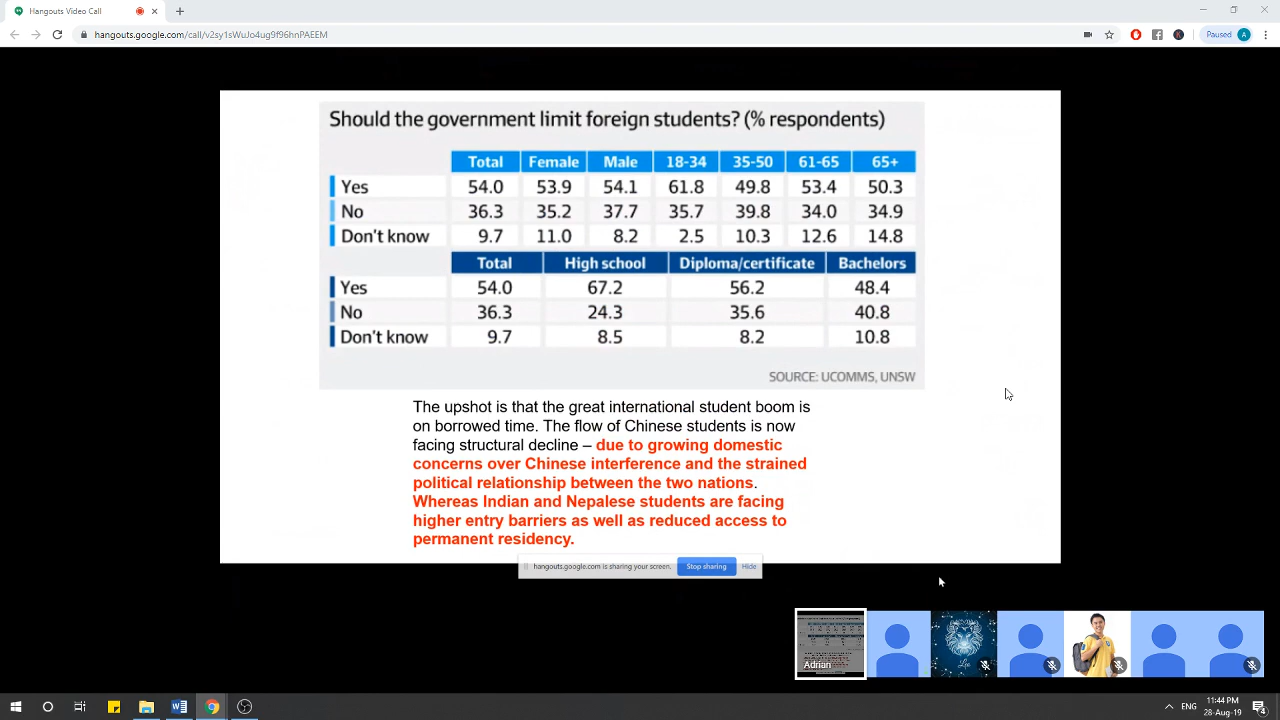 Hangouts Video Call
hangouts.google.com/call/v2sy1sWuJo4ug9f96hnPAEEM
Paused A
Should the government limit foreign students? (% respondents)
Total Female Male 18-34 35-50 61-65 65+
Yes 54.0 53.9 54.1 61.8 49.8 53.4 50.3
No 36.3 35.2 37.7 35.7 39.8 34.0 34.9
Don't know 9.7 11.0 8.2 2.5 10.3 12.6 14.8
Total High school Diploma/certificate Bachelors
Yes 54.0 67.2 56.2 48.4
No 36.3 24.3 35.6 40.8
Don't know 9.7 8.5 8.2 10.8
SOURCE: UCOMMS, UNSW
The upshot is that the great international student boom is
on borrowed time. The flow of Chinese students is now
facing structural decline – due to growing domestic
concerns over Chinese interference and the strained
political relationship between the two nations.
Whereas Indian and Nepalese students are facing
higher entry barriers as well as reduced access to
permanent residency.
hangouts.google.com is sharing your screen. Stop sharing Hide
Adrian
Leo
ENG
11:44 PM
28-Aug-19